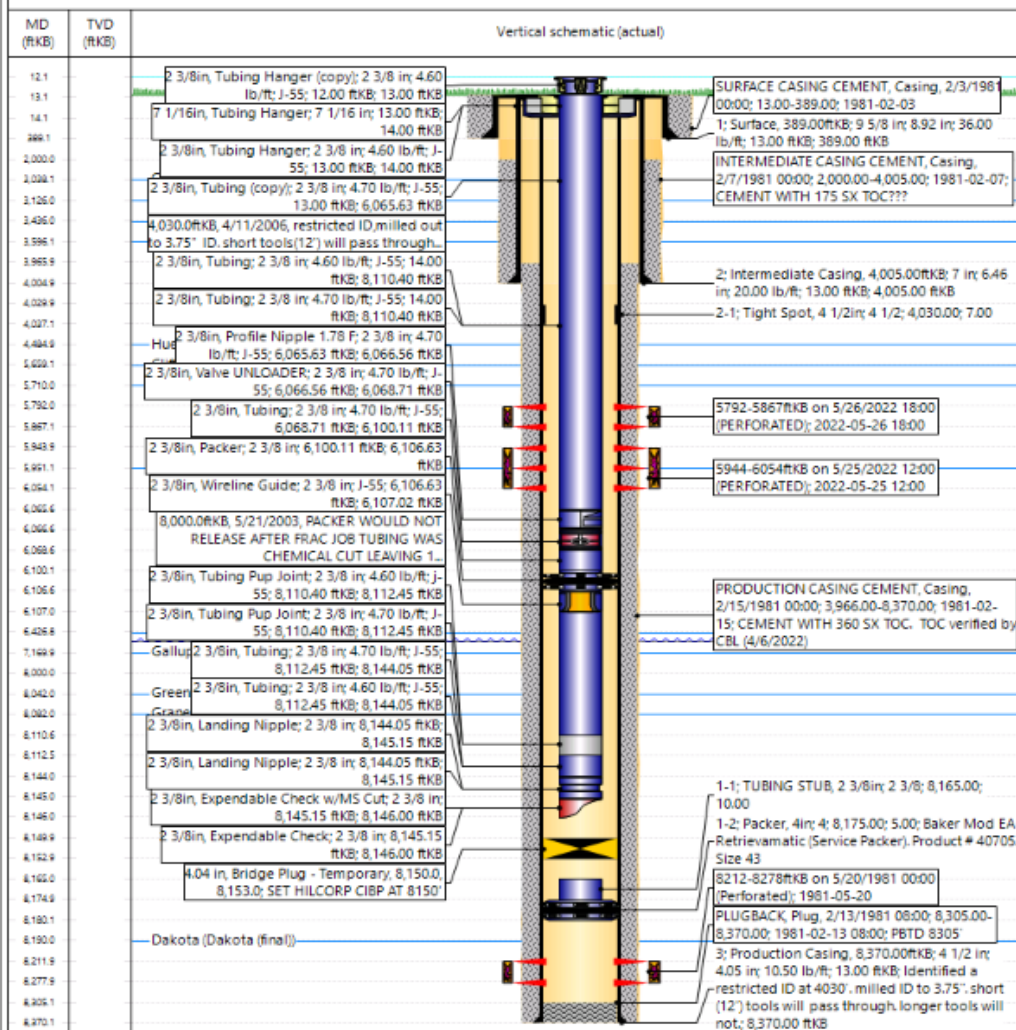 MD
(ftKB)
TVD
(ftKB)
Vertical schematic (actual)
12.1
13.1
14.1
389.1
2,000.0
3,126.0
3,436.0
3,596.1
3,965.9
4,004.9
4,029.9
4,037.1
5,710.0
5,792.0
5,867.1
5,943.9
5,951.1
6,054.1
6,065.6
6,066.6
6,068.6
6,100.1
6,106.6
6,107.0
6,426.8
7,169.9
8,000.0
8,042.0
8,092.0
8,110.6
8,112.5
8,144.0
8,145.0
8,146.0
8,149.9
8,152.9
8,165.0
8,174.9
8,180.1
8,190.0
8,211.9
8,277.9
8,305.1
8,370.1
2 3/8in, Tubing Hanger (copy); 2 3/8 in; 4.60
lb/ft; J-55; 12.00 ftKB; 13.00 ftKB
7 1/16in, Tubing Hanger; 7 1/16 in; 13.00 ftKB;
14.00 ftKB
2 3/8in, Tubing Hanger; 2 3/8 in; 4.60 lb/ft; J-
55; 13.00 ftKB; 14.00 ftKB
2 3/8in, Tubing (copy); 2 3/8 in; 4.70 lb/ft; J-55;
13.00 ftKB; 6,065.63 ftKB
4,030.0ftKB, 4/11/2006, restricted ID,milled out
to 3.75" ID. short tools(12') will pass through...
2 3/8in, Tubing; 2 3/8 in; 4.60 lb/ft; J-55; 14.00
ftKB; 8,110.40 ftKB
2 3/8in, Tubing; 2 3/8 in; 4.70 lb/ft; J-55; 14.00
ftKB; 8,110.40 ftKB
Hue
2 3/8in, Profile Nipple 1.78 F; 2 3/8 in; 4.70
lb/ft; J-55; 6,065.63 ftKB; 6,066.56 ftKB
2 3/8in, Valve UNLOADER; 2 3/8 in; 4.70 lb/ft; J-
55; 6,066.56 ftKB; 6,068.71 ftKB
2 3/8in, Tubing; 2 3/8 in; 4.70 lb/ft; J-55;
6,068.71 ftKB; 6,100.11 ftKB
2 3/8in, Packer; 2 3/8 in; 6,100.11 ftKB; 6,106.63
ftKB
2 3/8in, Wireline Guide; 2 3/8 in; J-55; 6,106.63
ftKB; 6,107.02 ftKB
8,000.0ftKB, 5/21/2003, PACKER WOULD NOT
RELEASE AFTER FRAC JOB TUBING WAS
CHEMICAL CUT LEAVING 1...
2 3/8in, Tubing Pup Joint; 2 3/8 in; 4.60 lb/ft; j-
55; 8,110.40 ftKB; 8,112.45 ftKB
2 3/8in, Tubing Pup Joint; 2 3/8 in; 4.70 lb/ft; J-
55; 8,110.40 ftKB; 8,112.45 ftKB
Gallup
2 3/8in, Tubing; 2 3/8 in; 4.70 lb/ft; J-55;
8,112.45 ftKB; 8,144.05 ftKB
Green
2 3/8in, Tubing; 2 3/8 in; 4.60 lb/ft; J-55;
8,112.45 ftKB; 8,144.05 ftKB
2 3/8in, Landing Nipple; 2 3/8 in; 8,144.05 ftKB;
8,145.15 ftKB
2 3/8in, Landing Nipple; 2 3/8 in; 8,144.05 ftKB;
8,145.15 ftKB
2 3/8in, Expendable Check w/MS Cut; 2 3/8 in;
8,145.15 ftKB; 8,146.00 ftKB
2 3/8in, Expendable Check; 2 3/8 in; 8,145.15
ftKB; 8,146.00 ftKB
4.04 in, Bridge Plug - Temporary, 8,150.0,
8,153.0; SET HILCORP CIBP AT 8150'
Dakota (Dakota (final))
SURFACE CASING CEMENT, Casing, 2/3/1981
00:00; 13.00-389.00; 1981-02-03
1; Surface, 389.00ftKB; 9 5/8 in; 8.92 in; 36.00
lb/ft; 13.00 ftKB; 389.00 ftKB
INTERMEDIATE CASING CEMENT, Casing,
2/7/1981 00:00; 2,000.00-4,005.00; 1981-02-07;
CEMENT WITH 175 SX TOC???
2; Intermediate Casing, 4,005.00ftKB; 7 in; 6.46
in; 20.00 lb/ft; 13.00 ftKB; 4,005.00 ftKB
2-1; Tight Spot, 4 1/2in; 4 1/2; 4,030.00; 7.00
5792-5867ftKB on 5/26/2022 18:00
(PERFORATED); 2022-05-26 18:00
5944-6054ftKB on 5/25/2022 12:00
(PERFORATED); 2022-05-25 12:00
PRODUCTION CASING CEMENT, Casing,
2/15/1981 00:00; 3,966.00-8,370.00; 1981-02-
15; CEMENT WITH 360 SX TOC. TOC verified by
CBL (4/6/2022)
1-1; TUBING STUB, 2 3/8in; 2 3/8; 8,165.00;
10.00
1-2; Packer, 4in; 4; 8,175.00; 5.00; Baker Mod EA
Retrievamatic (Service Packer). Product # 40705
Size 43
8212-8278ftKB on 5/20/1981 00:00
(Perforated); 1981-05-20
PLUGBACK, Plug, 2/13/1981 08:00; 8,305.00-
8,370.00; 1981-02-13 08:00; PBTD 8305'
3; Production Casing, 8,370.00ftKB; 4 1/2 in;
4.05 in; 10.50 lb/ft; 13.00 ftKB; Identified a
restricted ID at 4030'. milled ID to 3.75". short
(12') tools will pass through. longer tools will
not.; 8,370.00 ftKB